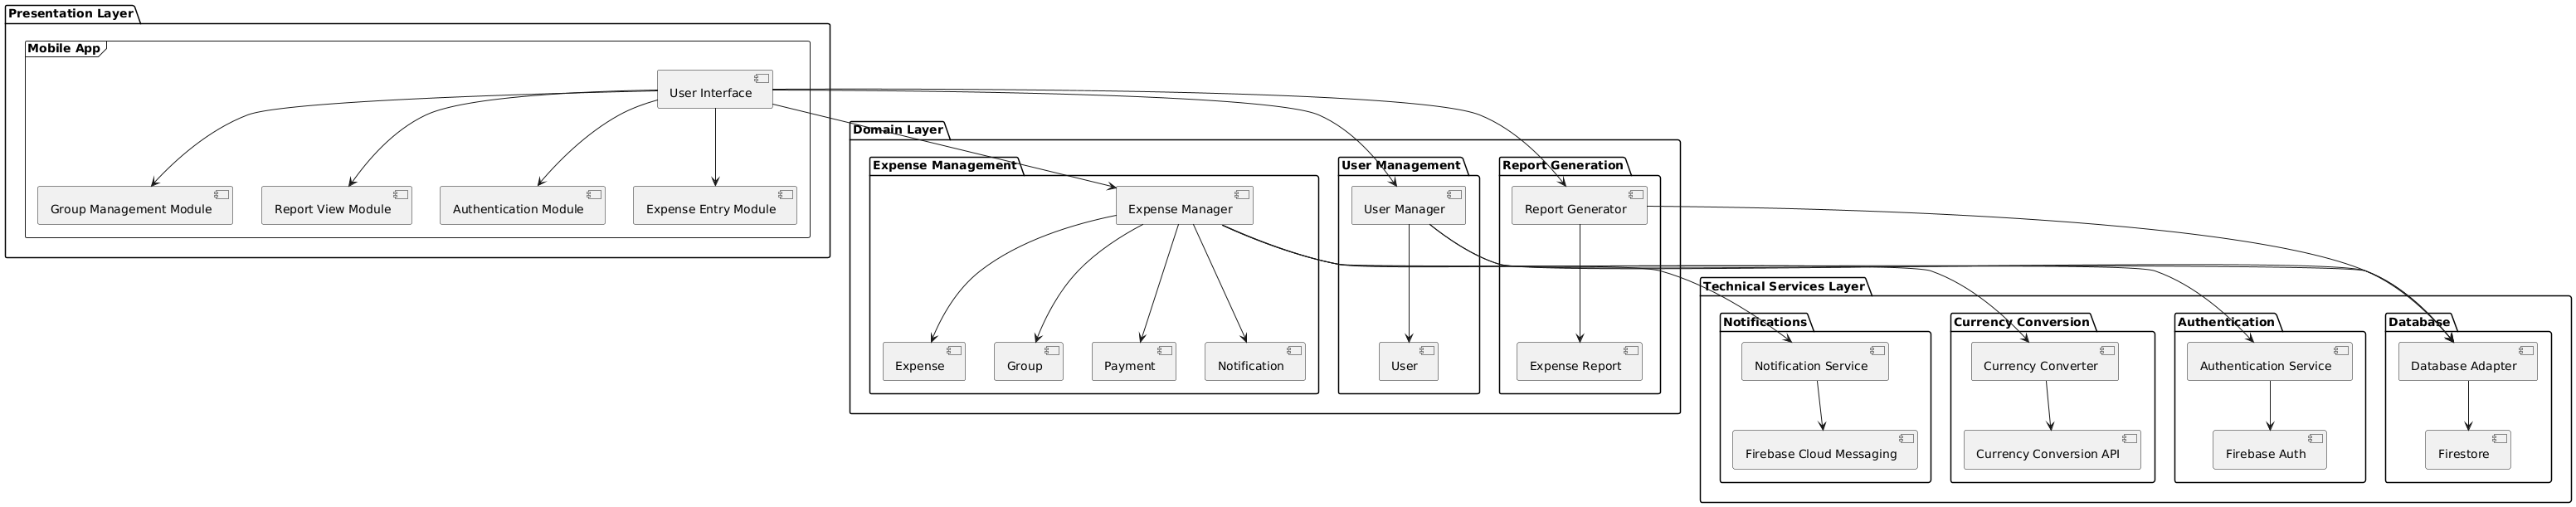 Presentation Layer
Mobile App
User Interface
Group Management Module
Report View Module
Authentication Module
Expense Entry Module
Domain Layer
Expense Management
Expense Manager
Expense
Group
Payment
Notification
User Management
User Manager
User
Report Generation
Report Generator
Expense Report
Technical Services Layer
Notifications
Notification Service
Firebase Cloud Messaging
Currency Conversion
Currency Converter
Currency Conversion API
Authentication
Authentication Service
Firebase Auth
Database
Database Adapter
Firestore